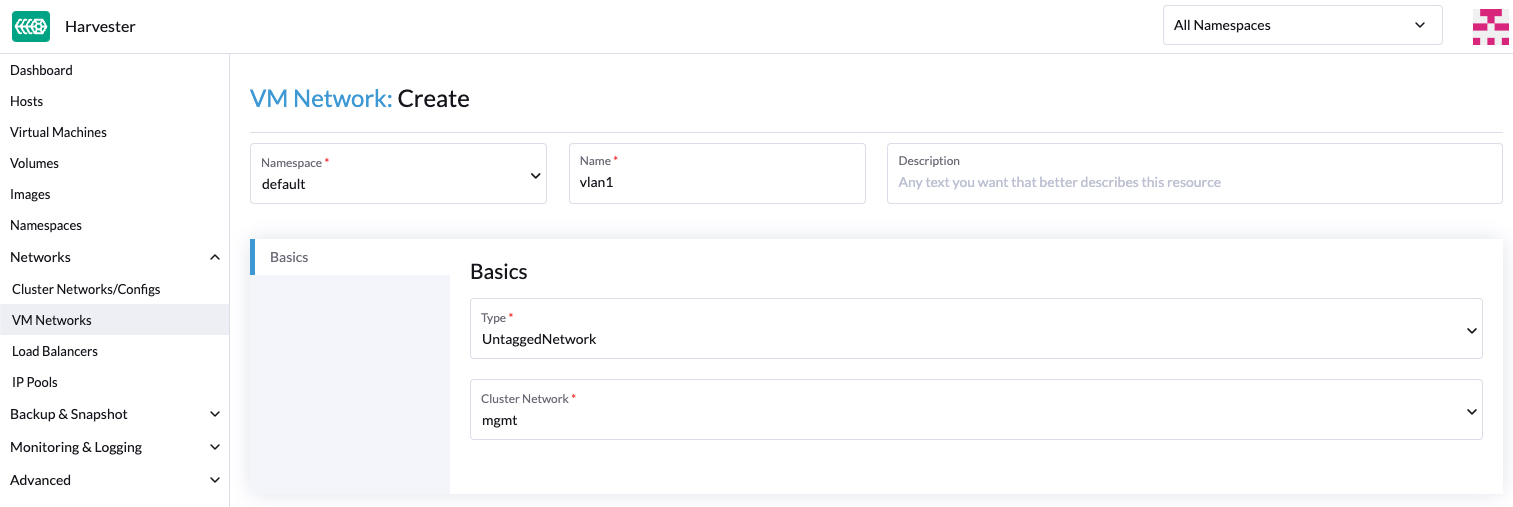 Harvester
All Namespaces
Dashboard
Hosts
Virtual Machines
Volumes
Images
Namespaces
Networks
Cluster Networks/Configs
VM Networks
Load Balancers
IP Pools
Backup & Snapshot
Monitoring & Logging
Advanced
VM Network: Create
Namespace *
default
Name *
vlan1
Description
Any text you want that better describes this resource
Basics
Basics
Type *
UntaggedNetwork
Cluster Network *
mgmt